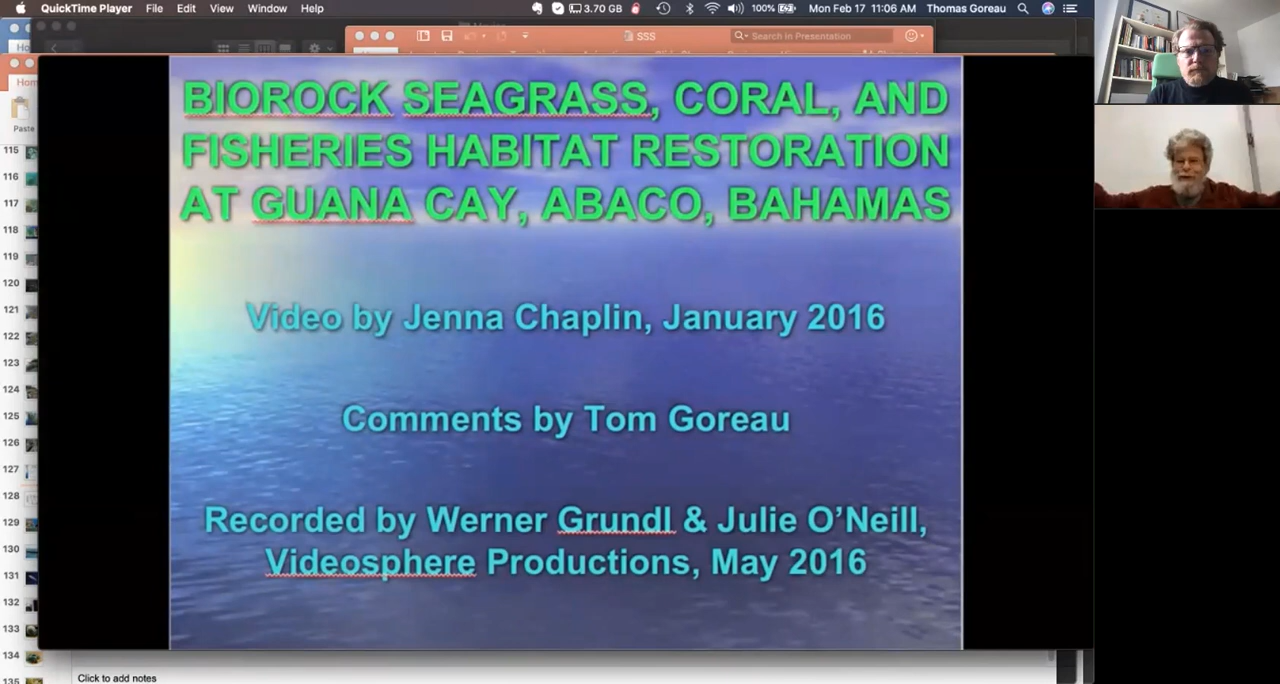 QuickTime Player File Edit View Window Help 3.70 GB 100% Mon Feb 17 11:06 AM Thomas Goreau
SSS
Search in Presentation
Paste
115
116
117
118
119
120
121
122
123
124
125
126
127
128
129
130
131
132
133
134
135
BIOROCK SEAGRASS, CORAL, AND
FISHERIES HABITAT RESTORATION
AT GUANA CAY, ABACO, BAHAMAS
Video by Jenna Chaplin, January 2016
Comments by Tom Goreau
Recorded by Werner Grundl & Julie O'Neill,
Videosphere Productions, May 2016
Click to add notes